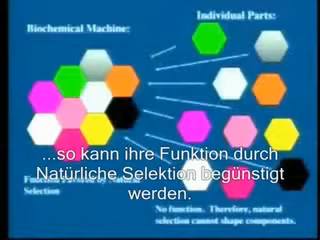 Individual Parts:
Biochemical Machine:
...so kann ihre Funktion durch
Natürliche Selektion begünstigt
werden.
Function Favored by Natural
Selection
No function. Therefore, natural
selection cannot shape components.